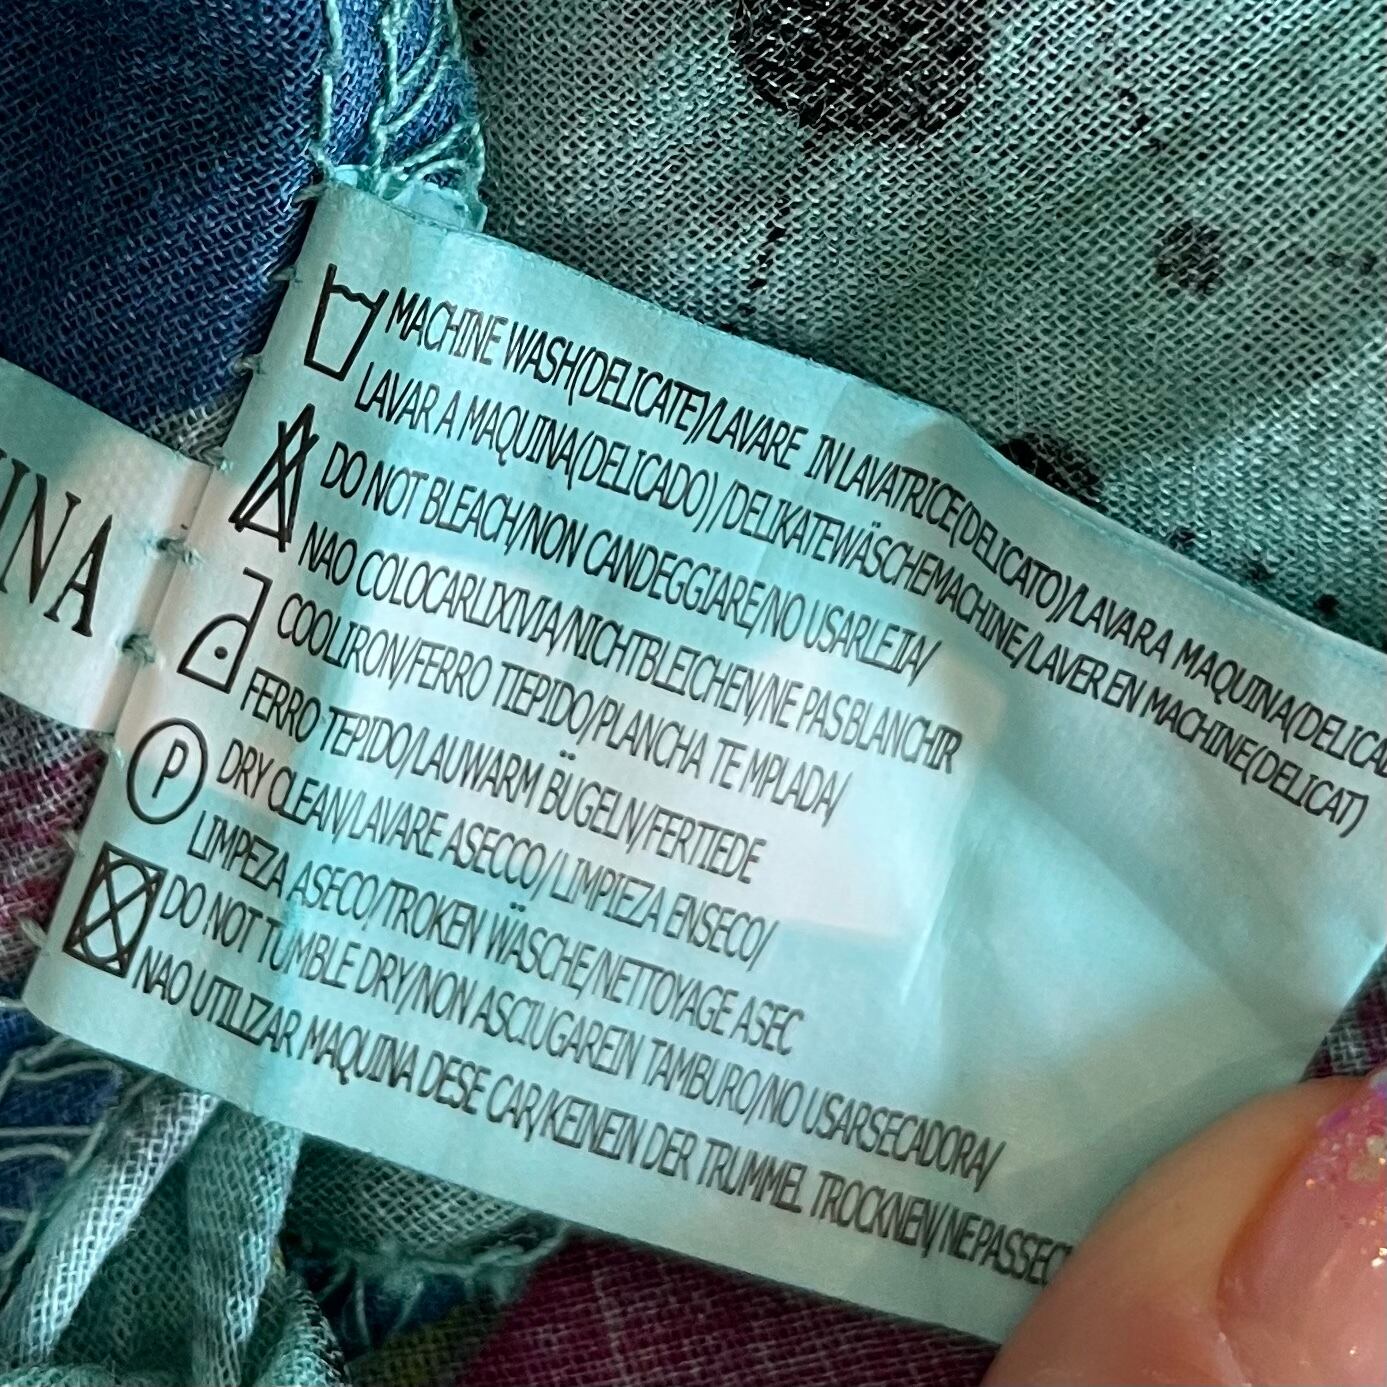 MACHINE WASH(DELICATE)/LAVARE IN LAVATRICE(DELICATO)/LAVAR A MAQUINA(DELICAD
LAVAR A MAQUINA(DELICADO)/DELIKATEWÄSCHEMACHINE/LAVER EN MACHINE(DELICAT)
DO NOT BLEACH/NON CANDEGGIARE/NO USARLEJIA/
NAO COLOCARLIXIVIA/NICHTBLEICHEN/NE PASBLANCHIR
COOLIRON/FERRO TIEPIDO/PLANCHA TE MPLADA/
FERRO TEPIDO/LAUWARM BÜGELN/FERTIEDE
P DRY CLEAN/LAVARE ASECCO/ LIMPIEZA ENSECO/
LIMPEZA ASECO/TROKEN WÄSCHE/NETTOYAGE ASEC
DO NOT TUMBLE DRY/NON ASCIUGAREIN TAMBURO/NO USARSECADORA/
NAO UTILIZAR MAQUINA DESE CAR/KEINEIN DER TRUMMEL TROCKNEN/NEPASSEC
INA